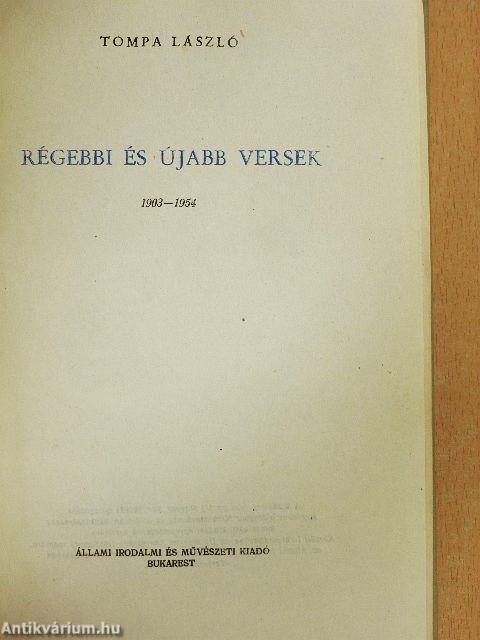 TOMPA LÁSZLÓ
RÉGEBBI ÉS ÚJABB VERSEK
1903—1954
ÁLLAMI IRODALMI ÉS MŰVÉSZETI KIADÓ
BUKAREST
Antikvárium.hu